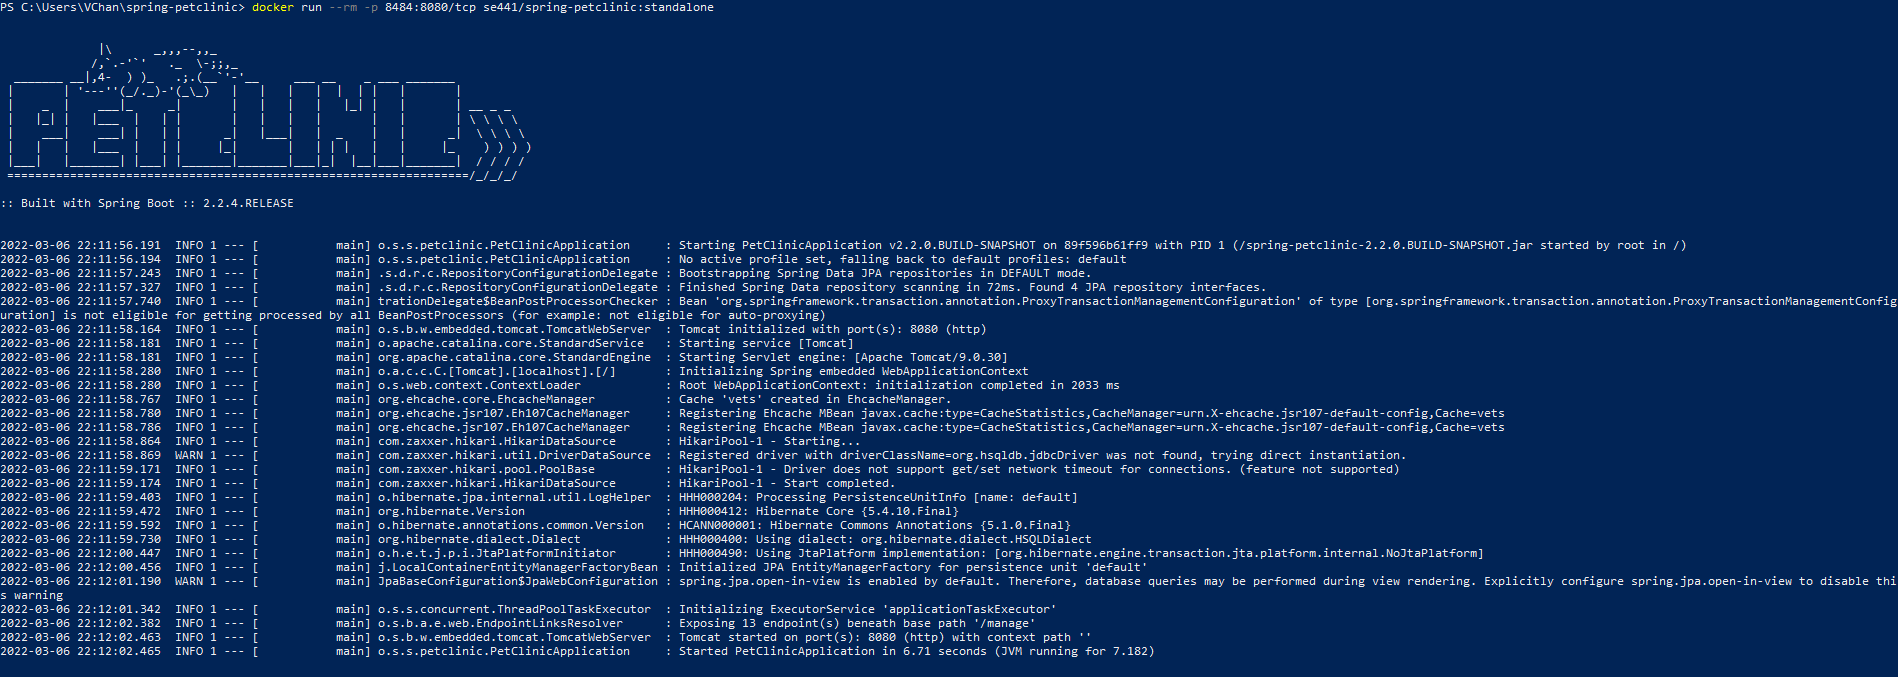 PS C:\Users\VChan\spring-petclinic> docker run --rm -p 8484:8080/tcp se441/spring-petclinic:standalone
              |\      _,,,--,,_
             /,`.-'`'   ._  \-;;,_
  _______ __|,4-  ) )_   .;.(__`'-'__     ___ __    _ ___ _______
 |       | '---''(_/._)-'(_\_)   |   |   |   |  | | |   |       |
 |    _  |    ___|_     _|       |   |   |   |   |_| |   |       | __ _ _
 |   |_| |   |___  |   | |       |   |   |   |       |   |       | \ \ \ \
 |    ___|    ___| |   | |      _|   |___|   |  _    |   |      _|  \ \ \ \
 |   |   |   |___  |   | |     |_|       |   | | |   |   |     |_    ) ) ) )
 |___|   |_______| |___| |_______|_______|___|_|  |__|___|_______|  / / / /
 ==================================================================/_/_/_/
:: Built with Spring Boot :: 2.2.4.RELEASE
2022-03-06 22:11:56.191  INFO 1 --- [           main] o.s.s.petclinic.PetClinicApplication     : Starting PetClinicApplication v2.2.0.BUILD-SNAPSHOT on 89f596b61ff9 with PID 1 (/spring-petclinic-2.2.0.BUILD-SNAPSHOT.jar started by root in /)
2022-03-06 22:11:56.194  INFO 1 --- [           main] o.s.s.petclinic.PetClinicApplication     : No active profile set, falling back to default profiles: default
2022-03-06 22:11:57.243  INFO 1 --- [           main] .s.d.r.c.RepositoryConfigurationDelegate : Bootstrapping Spring Data JPA repositories in DEFAULT mode.
2022-03-06 22:11:57.327  INFO 1 --- [           main] .s.d.r.c.RepositoryConfigurationDelegate : Finished Spring Data repository scanning in 72ms. Found 4 JPA repository interfaces.
2022-03-06 22:11:57.740  INFO 1 --- [           main] trationDelegate$BeanPostProcessorChecker : Bean 'org.springframework.transaction.annotation.ProxyTransactionManagementConfiguration' of type [org.springframework.transaction.annotation.ProxyTransactionManagementConfig
uration] is not eligible for getting processed by all BeanPostProcessors (for example: not eligible for auto-proxying)
2022-03-06 22:11:58.164  INFO 1 --- [           main] o.s.b.w.embedded.tomcat.TomcatWebServer  : Tomcat initialized with port(s): 8080 (http)
2022-03-06 22:11:58.181  INFO 1 --- [           main] o.apache.catalina.core.StandardService   : Starting service [Tomcat]
2022-03-06 22:11:58.181  INFO 1 --- [           main] org.apache.catalina.core.StandardEngine  : Starting Servlet engine: [Apache Tomcat/9.0.30]
2022-03-06 22:11:58.280  INFO 1 --- [           main] o.a.c.c.C.[Tomcat].[localhost].[/]       : Initializing Spring embedded WebApplicationContext
2022-03-06 22:11:58.280  INFO 1 --- [           main] o.s.web.context.ContextLoader            : Root WebApplicationContext: initialization completed in 2033 ms
2022-03-06 22:11:58.767  INFO 1 --- [           main] org.ehcache.core.EhcacheManager          : Cache 'vets' created in EhcacheManager.
2022-03-06 22:11:58.780  INFO 1 --- [           main] org.ehcache.jsr107.Eh107CacheManager     : Registering Ehcache MBean javax.cache:type=CacheStatistics,CacheManager=urn.X-ehcache.jsr107-default-config,Cache=vets
2022-03-06 22:11:58.786  INFO 1 --- [           main] org.ehcache.jsr107.Eh107CacheManager     : Registering Ehcache MBean javax.cache:type=CacheStatistics,CacheManager=urn.X-ehcache.jsr107-default-config,Cache=vets
2022-03-06 22:11:58.864  INFO 1 --- [           main] com.zaxxer.hikari.HikariDataSource       : HikariPool-1 - Starting...
2022-03-06 22:11:58.869  WARN 1 --- [           main] com.zaxxer.hikari.util.DriverDataSource  : Registered driver with driverClassName=org.hsqldb.jdbcDriver was not found, trying direct instantiation.
2022-03-06 22:11:59.171  INFO 1 --- [           main] com.zaxxer.hikari.pool.PoolBase          : HikariPool-1 - Driver does not support get/set network timeout for connections. (feature not supported)
2022-03-06 22:11:59.174  INFO 1 --- [           main] com.zaxxer.hikari.HikariDataSource       : HikariPool-1 - Start completed.
2022-03-06 22:11:59.403  INFO 1 --- [           main] o.hibernate.jpa.internal.util.LogHelper  : HHH000204: Processing PersistenceUnitInfo [name: default]
2022-03-06 22:11:59.472  INFO 1 --- [           main] org.hibernate.Version                    : HHH000412: Hibernate Core {5.4.10.Final}
2022-03-06 22:11:59.592  INFO 1 --- [           main] o.hibernate.annotations.common.Version   : HCANN000001: Hibernate Commons Annotations {5.1.0.Final}
2022-03-06 22:11:59.730  INFO 1 --- [           main] org.hibernate.dialect.Dialect            : HHH000400: Using dialect: org.hibernate.dialect.HSQLDialect
2022-03-06 22:12:00.447  INFO 1 --- [           main] o.h.e.t.j.p.i.JtaPlatformInitiator       : HHH000490: Using JtaPlatform implementation: [org.hibernate.engine.transaction.jta.platform.internal.NoJtaPlatform]
2022-03-06 22:12:00.456  INFO 1 --- [           main] j.LocalContainerEntityManagerFactoryBean : Initialized JPA EntityManagerFactory for persistence unit 'default'
2022-03-06 22:12:01.190  WARN 1 --- [           main] JpaBaseConfiguration$JpaWebConfiguration : spring.jpa.open-in-view is enabled by default. Therefore, database queries may be performed during view rendering. Explicitly configure spring.jpa.open-in-view to disable thi
s warning
2022-03-06 22:12:01.342  INFO 1 --- [           main] o.s.s.concurrent.ThreadPoolTaskExecutor  : Initializing ExecutorService 'applicationTaskExecutor'
2022-03-06 22:12:02.382  INFO 1 --- [           main] o.s.b.a.e.web.EndpointLinksResolver      : Exposing 13 endpoint(s) beneath base path '/manage'
2022-03-06 22:12:02.463  INFO 1 --- [           main] o.s.b.w.embedded.tomcat.TomcatWebServer  : Tomcat started on port(s): 8080 (http) with context path ''
2022-03-06 22:12:02.465  INFO 1 --- [           main] o.s.s.petclinic.PetClinicApplication     : Started PetClinicApplication in 6.71 seconds (JVM running for 7.182)